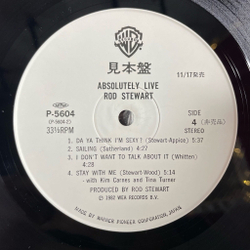 見本盤
11/17発売
ABSOLUTELY LIVE
ROD STEWART
P-5604
(P-5604-5)
33⅓RPM
SIDE
4 (非売品)
STEREO
1. DA YA THINK I'M SEXY? (Stewart-Appice) 5:37
2. SAILING (Sutherland) 4:46
3. I DON'T WANT TO TALK ABOUT IT (Whitten)
4:28
4. STAY WITH ME (Stewart-Wood) 5:14
- with Kim Carnes and Tina Turner
PRODUCED BY ROD STEWART
℗ 1982 WEA RECORDS B.V.
MADE BY WARNER-PIONEER CORPORATION, JAPAN